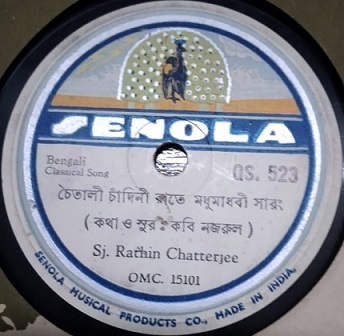 SENOLA
Bengali
Classical Song
QS. 523
চৈতালী চাঁদিনী রাতে মধুমাধবী সারং
( কথা ও সুর : কবি নজরুল )
Sj. Rathin Chatterjee
OMC. 15101
SENOLA MUSICAL PRODUCTS CO., MADE IN INDIA.